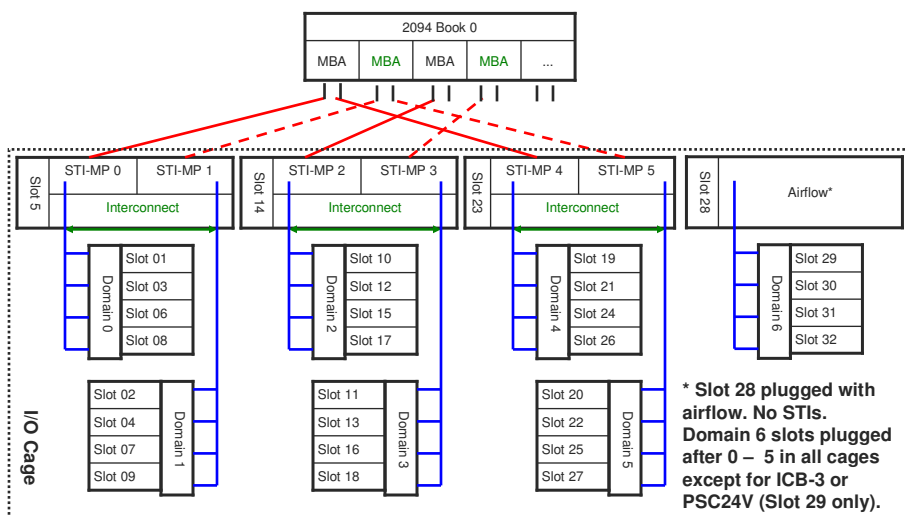 2094 Book 0
MBA MBA MBA MBA ...
Slot 5
STI-MP 0 STI-MP 1
Interconnect
Slot 14
STI-MP 2 STI-MP 3
Interconnect
Slot 23
STI-MP 4 STI-MP 5
Interconnect
Slot 28
Airflow*
Domain 0
Slot 01
Slot 03
Slot 06
Slot 08
Domain 2
Slot 10
Slot 12
Slot 15
Slot 17
Domain 4
Slot 19
Slot 21
Slot 24
Slot 26
Domain 6
Slot 29
Slot 30
Slot 31
Slot 32
I/O Cage
Slot 02
Slot 04
Slot 07
Slot 09
Domain 1
Slot 11
Slot 13
Slot 16
Slot 18
Domain 3
Slot 20
Slot 22
Slot 25
Slot 27
Domain 5
* Slot 28 plugged with
airflow. No STIs.
Domain 6 slots plugged
after 0 – 5 in all cages
except for ICB-3 or
PSC24V (Slot 29 only).